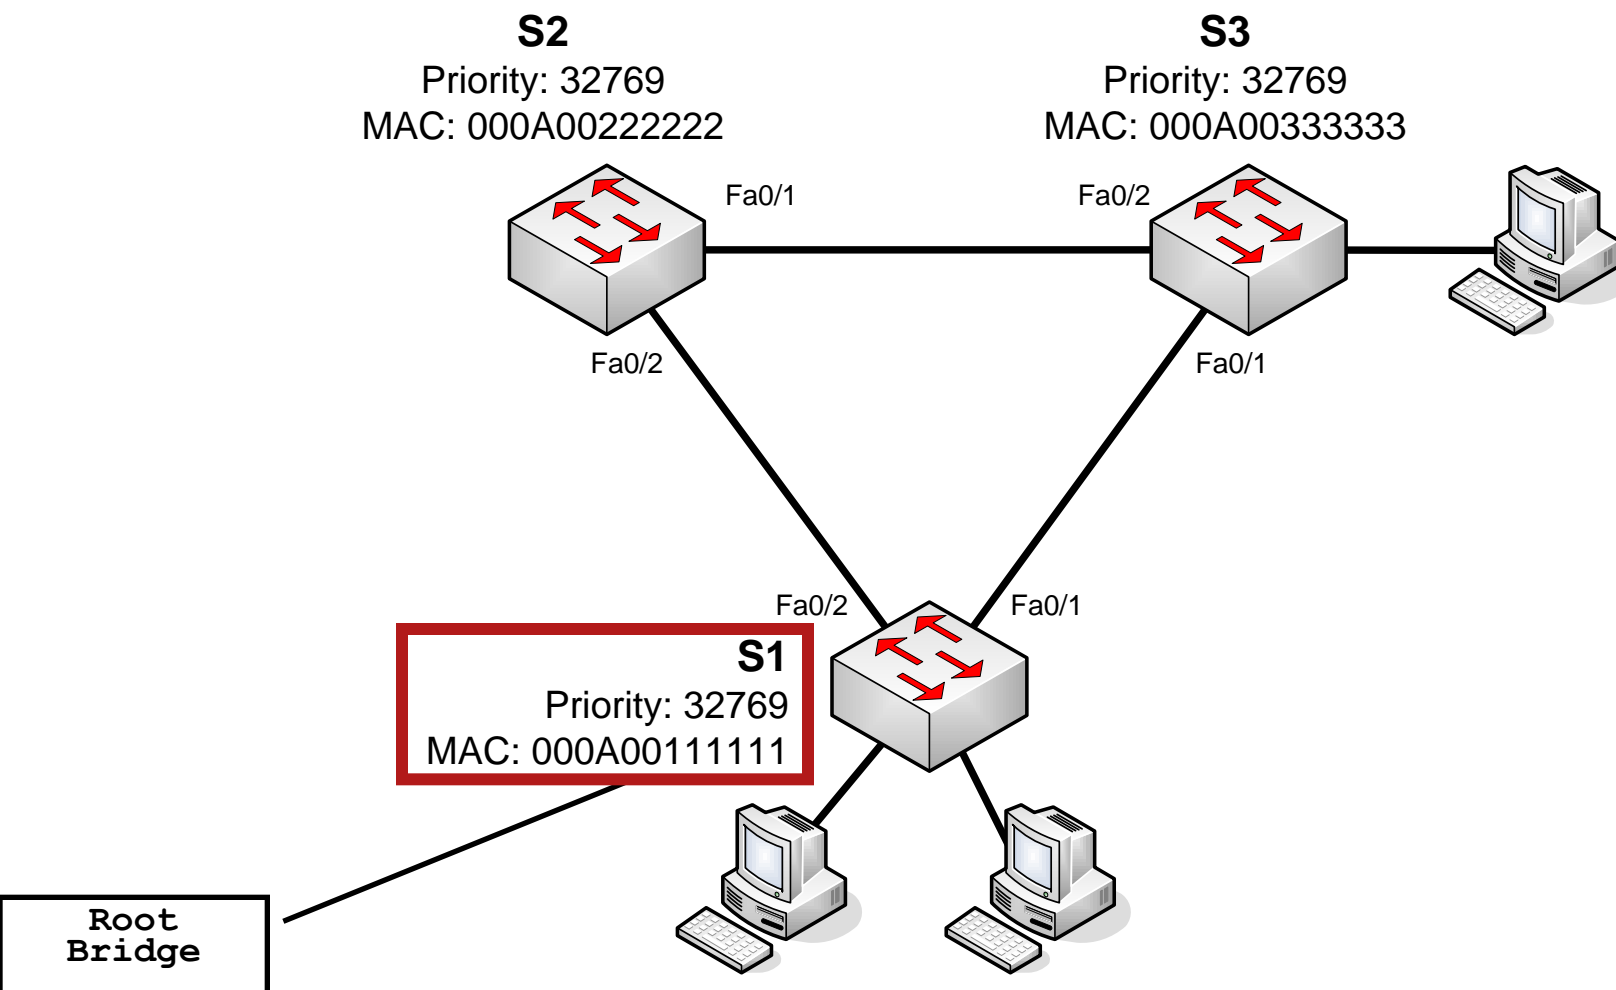 S2
Priority: 32769
MAC: 000A00222222
S3
Priority: 32769
MAC: 000A00333333
Fa0/1
Fa0/2
Fa0/2
Fa0/1
Fa0/2
Fa0/1
S1
Priority: 32769
MAC: 000A00111111
Root
Bridge